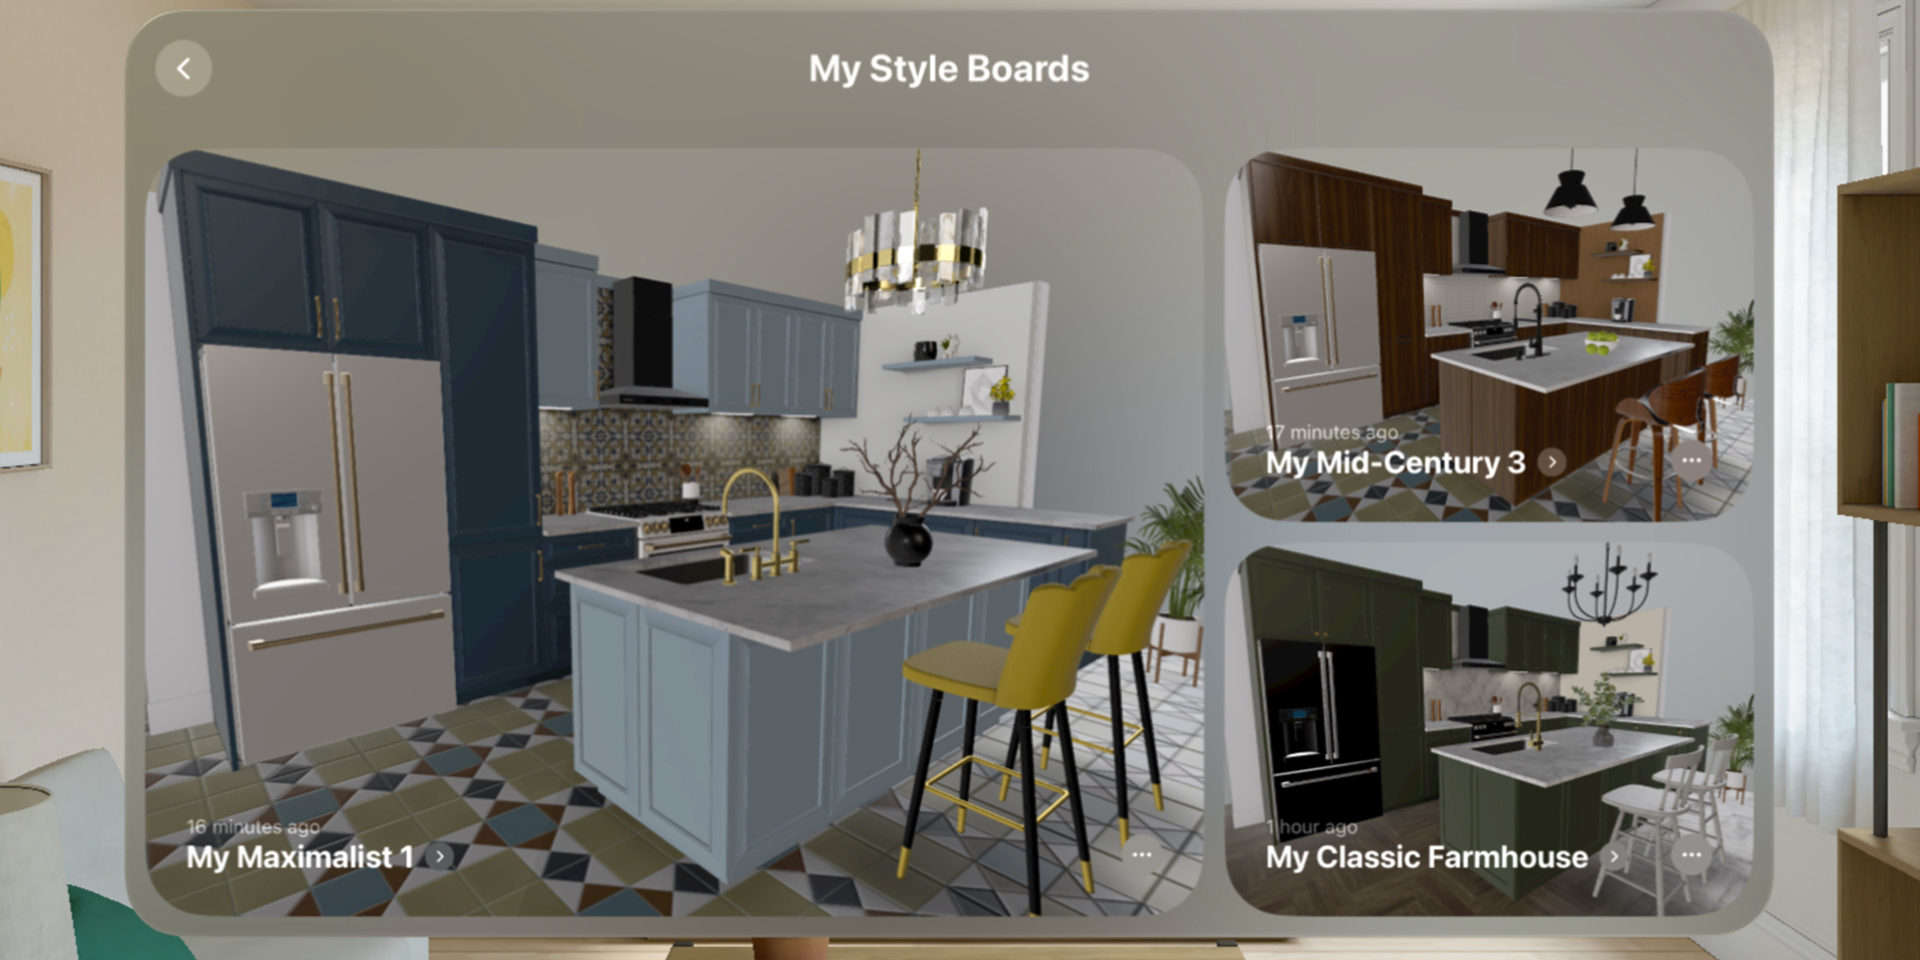 My Style Boards
16 minutes ago
My Maximalist 1
17 minutes ago
My Mid-Century 3
1 hour ago
My Classic Farmhouse